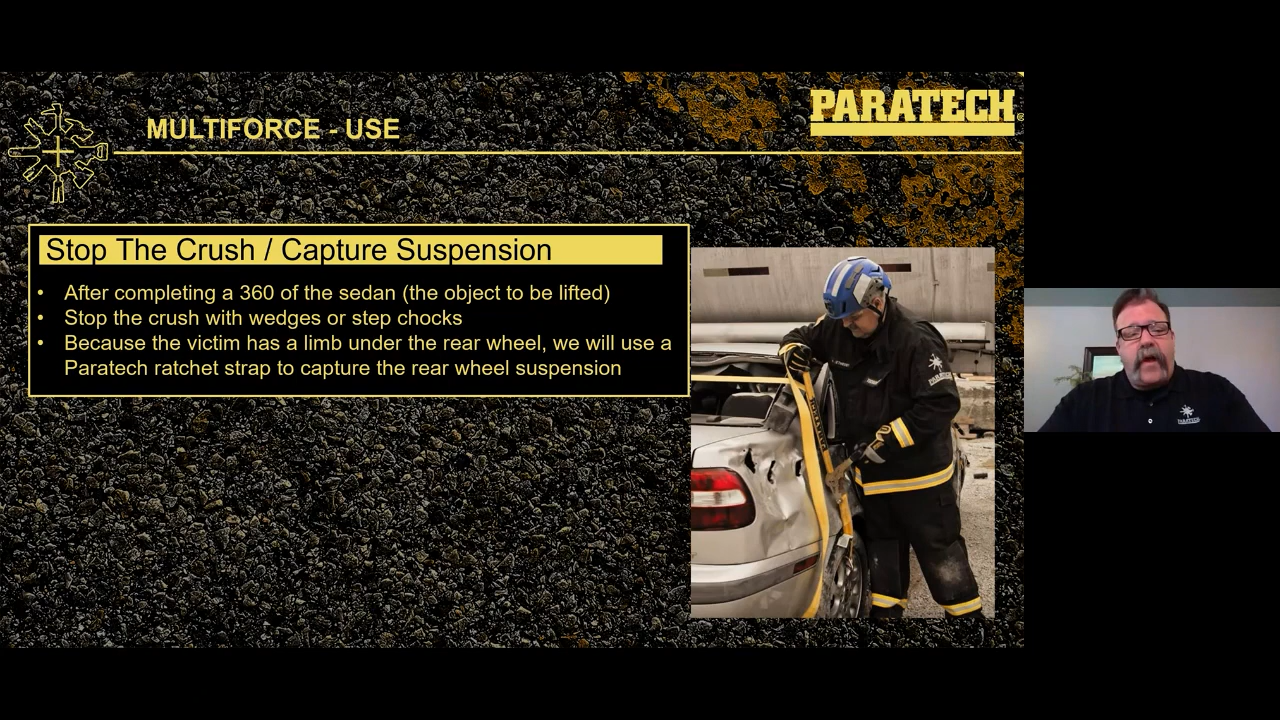 PARATECH
MULTIFORCE - USE
Stop The Crush / Capture Suspension
• After completing a 360 of the sedan (the object to be lifted)
• Stop the crush with wedges or step chocks
• Because the victim has a limb under the rear wheel, we will use a
Paratech ratchet strap to capture the rear wheel suspension
PARATECH
PARATECH